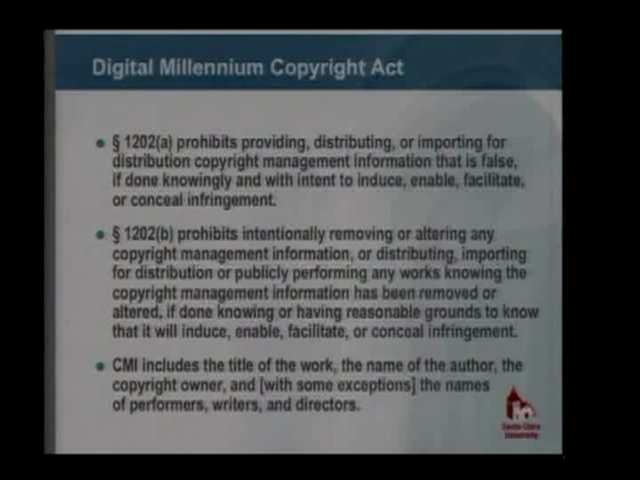 Digital Millennium Copyright Act
• § 1202(a) prohibits providing, distributing, or importing for
distribution copyright management information that is false,
if done knowingly and with intent to induce, enable, facilitate,
or conceal infringement.
• § 1202(b) prohibits intentionally removing or altering any
copyright management information, or distributing, importing
for distribution or publicly performing any works knowing the
copyright management information has been removed or
altered, if done knowing or having reasonable grounds to know
that it will induce, enable, facilitate, or conceal infringement.
• CMI includes the title of the work, the name of the author, the
copyright owner, and [with some exceptions] the names
of performers, writers, and directors.
Santa Clara
University